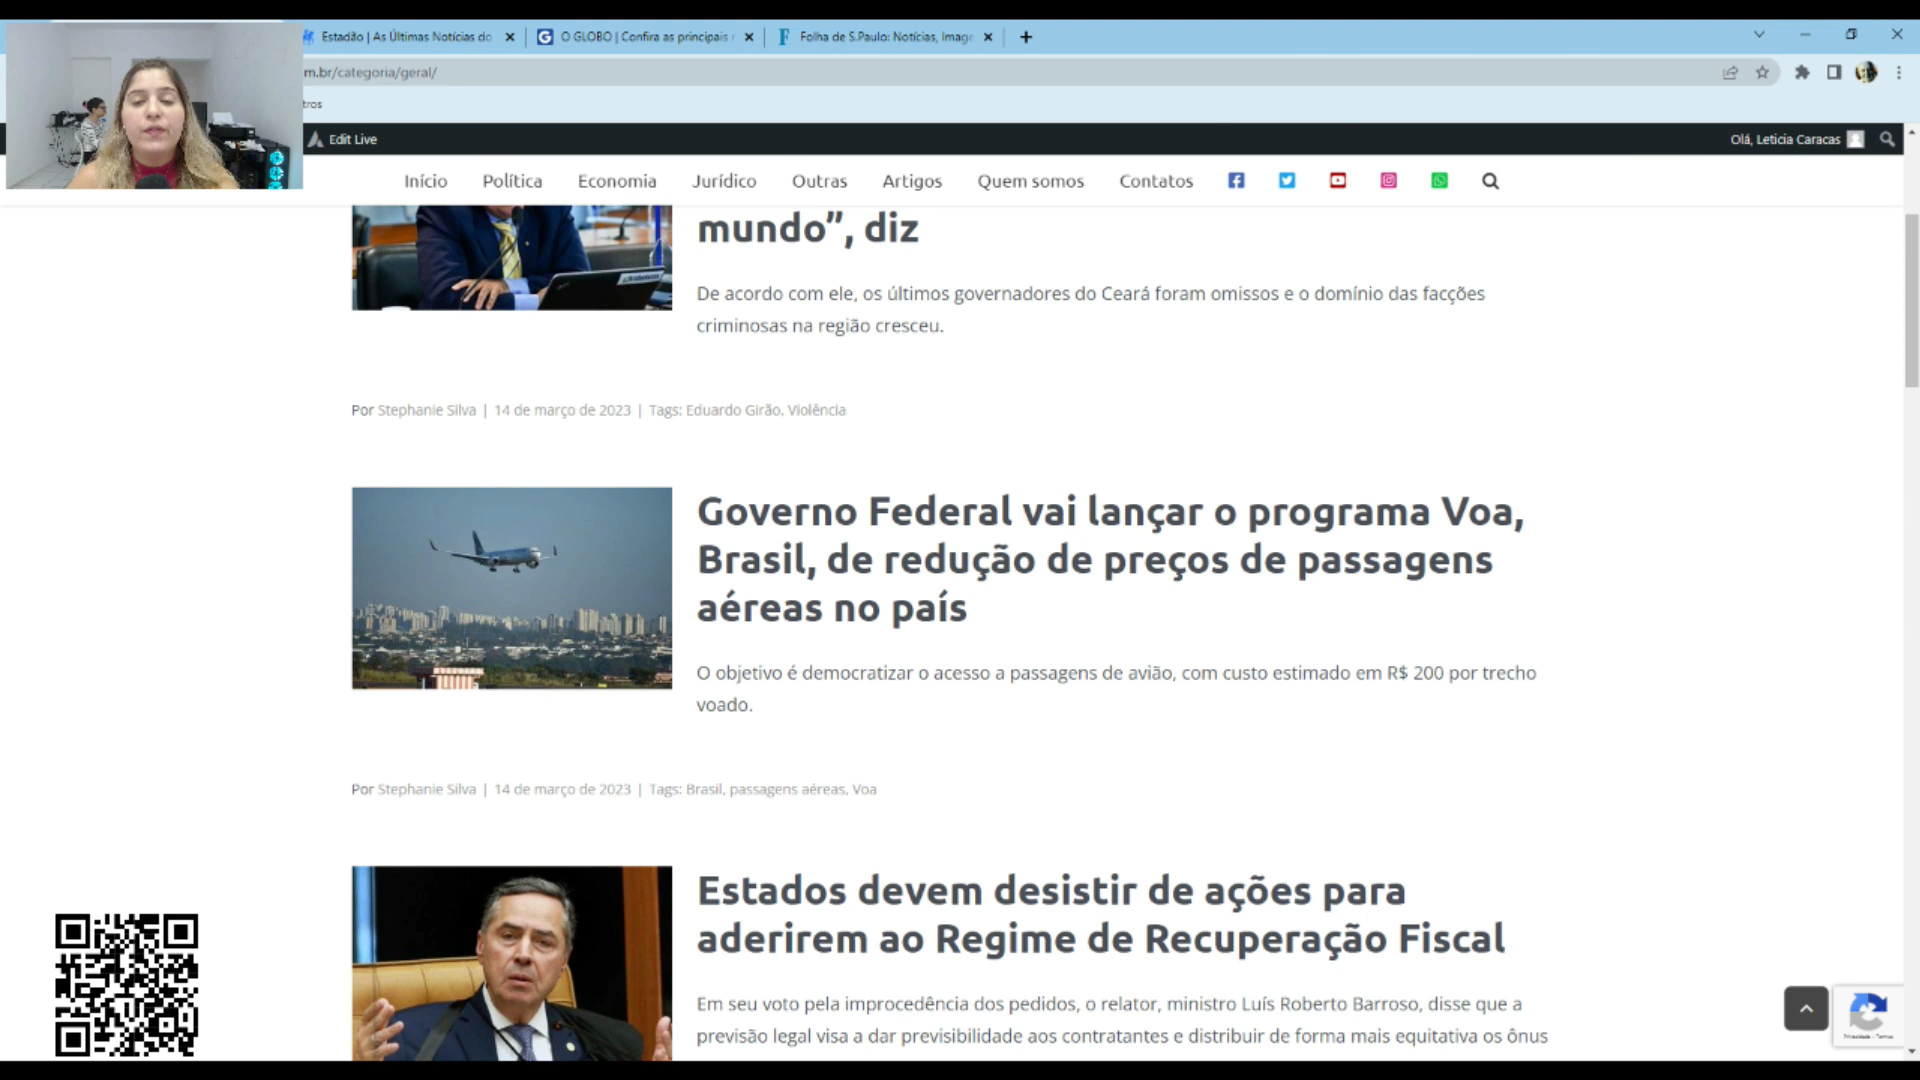 Estadão | As Últimas Notícias do
O GLOBO | Confira as principais
Folha de S.Paulo: Notícias, Image
m.br/categoria/geral/
tros
Edit Live
Olá, Leticia Caracas
Início
Política
Economia
Jurídico
Outras
Artigos
Quem somos
Contatos
mundo”, diz
De acordo com ele, os últimos governadores do Ceará foram omissos e o domínio das facções
criminosas na região cresceu.
Por Stephanie Silva | 14 de março de 2023 | Tags: Eduardo Girão, Violência
Governo Federal vai lançar o programa Voa,
Brasil, de redução de preços de passagens
aéreas no país
O objetivo é democratizar o acesso a passagens de avião, com custo estimado em R$ 200 por trecho
voado.
Por Stephanie Silva | 14 de março de 2023 | Tags: Brasil, passagens aéreas, Voa
Estados devem desistir de ações para
aderirem ao Regime de Recuperação Fiscal
Em seu voto pela improcedência dos pedidos, o relator, ministro Luís Roberto Barroso, disse que a
previsão legal visa a dar previsibilidade aos contratantes e distribuir de forma mais equitativa os ônus
Privacidade - Termos